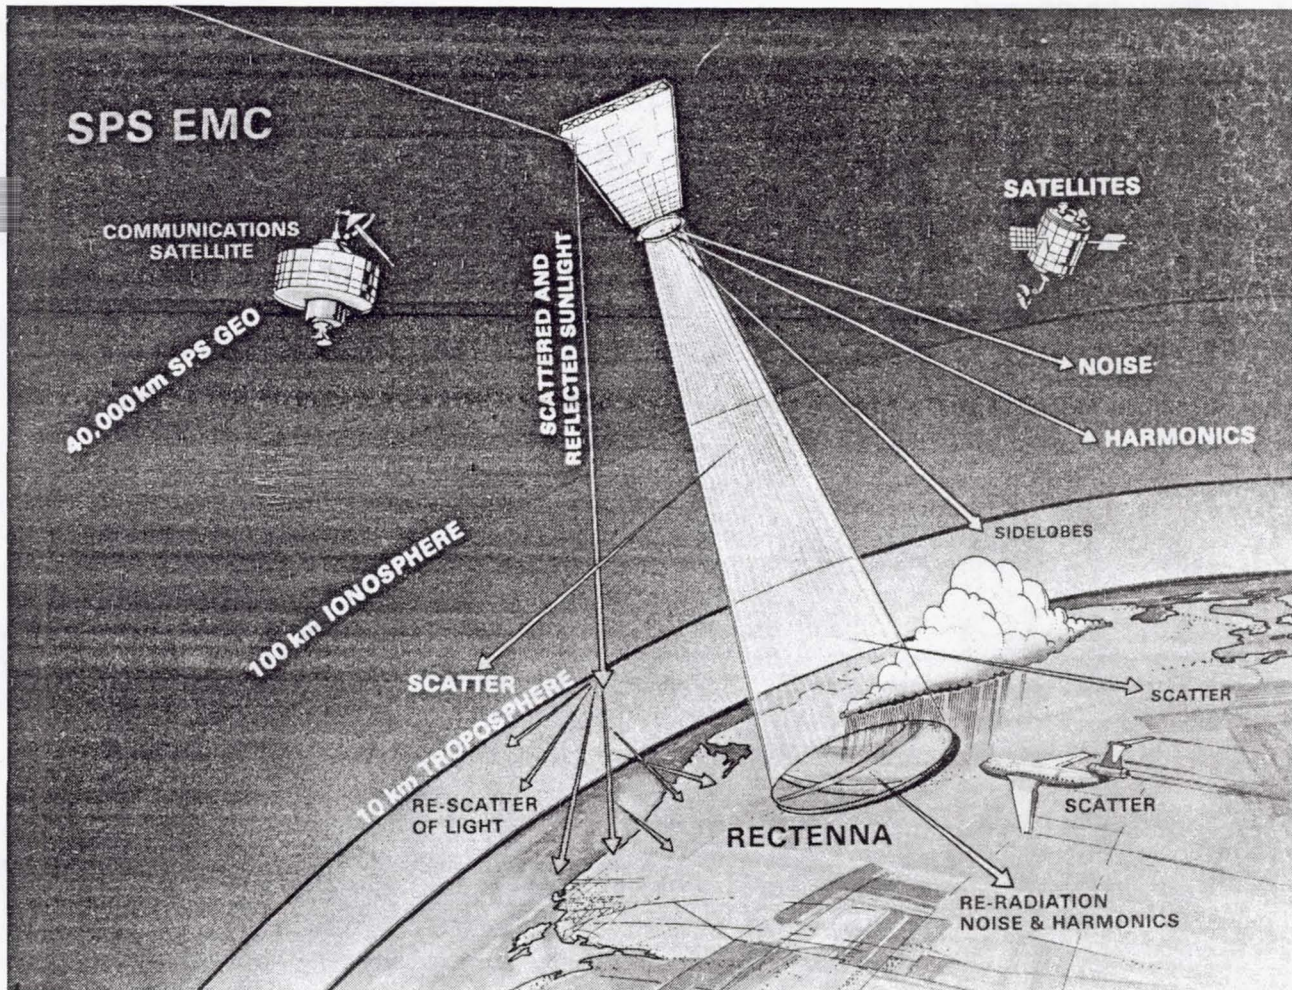 SPS EMC
COMMUNICATIONS
SATELLITE
SATELLITES
40,000 km SPS GEO
SCATTERED AND
REFLECTED SUNLIGHT
NOISE
HARMONICS
SIDELOBES
100 km IONOSPHERE
SCATTER
SCATTER
10 km TROPOSPHERE
RE-SCATTER
OF LIGHT
SCATTER
RECTENNA
RE-RADIATION
NOISE & HARMONICS